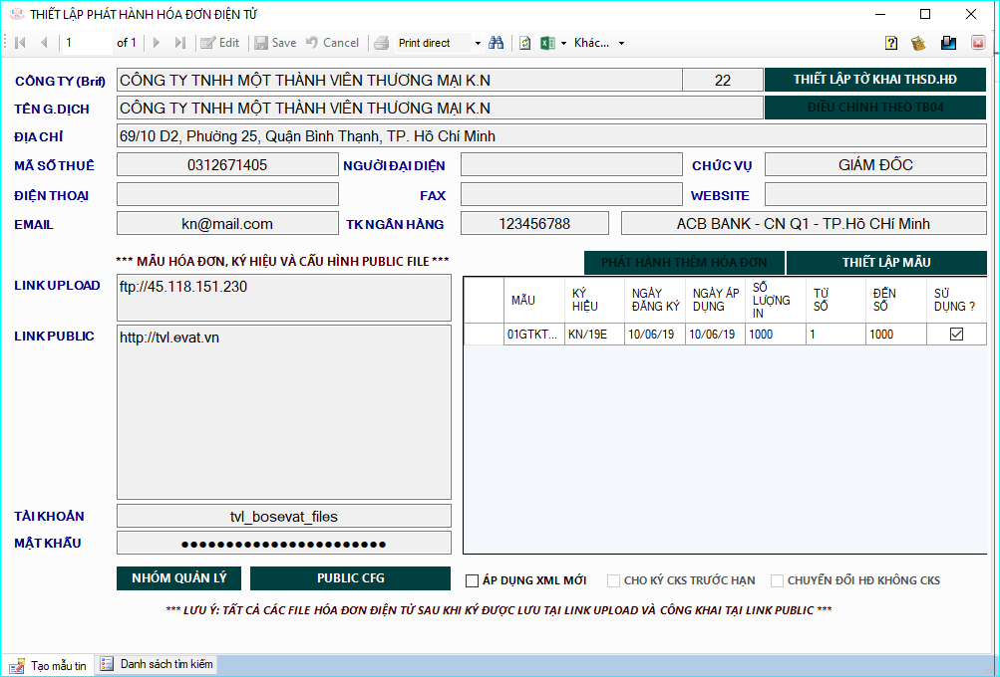 THIẾT LẬP PHÁT HÀNH HÓA ĐƠN ĐIỆN TỬ
1 of 1 Edit Save Cancel Print direct Khác...
CÔNG TY (Brif) CÔNG TY TNHH MỘT THÀNH VIÊN THƯƠNG MẠI K.N 22 THIẾT LẬP TỜ KHAI THSD.HĐ
TÊN G.DỊCH CÔNG TY TNHH MỘT THÀNH VIÊN THƯƠNG MẠI K.N ĐIỀU CHỈNH THEO TB04
ĐỊA CHỈ 69/10 D2, Phường 25, Quận Bình Thạnh, TP. Hồ Chí Minh
MÃ SỐ THUẾ 0312671405 NGƯỜI ĐẠI DIỆN CHỨC VỤ GIÁM ĐỐC
ĐIỆN THOẠI FAX WEBSITE
EMAIL kn@mail.com TK NGÂN HÀNG 123456788 ACB BANK - CN Q1 - TP.Hồ CHí Minh
*** MẪU HÓA ĐƠN, KÝ HIỆU VÀ CẤU HÌNH PUBLIC FILE ***
PHÁT HÀNH THÊM HÓA ĐƠN THIẾT LẬP MẪU
LINK UPLOAD ftp://45.118.151.230
MẪU KÝ HIỆU NGÀY ĐĂNG KÝ NGÀY ÁP DỤNG SỐ LƯỢNG IN TỪ SỐ ĐẾN SỐ SỬ DỤNG ?
01GTKT... KN/19E 10/06/19 10/06/19 1000 1 1000
LINK PUBLIC http://tvl.evat.vn
TÀI KHOẢN tvl_bosevat_files
MẬT KHẨU ●●●●●●●●●●●●●●●●●●●●●●●
NHÓM QUẢN LÝ PUBLIC CFG ÁP DỤNG XML MỚI CHO KÝ CKS TRƯỚC HẠN CHUYỂN ĐỔI HĐ KHÔNG CKS
*** LƯU Ý: TẤT CẢ CÁC FILE HÓA ĐƠN ĐIỆN TỬ SAU KHI KÝ ĐƯỢC LƯU TẠI LINK UPLOAD VÀ CÔNG KHAI TẠI LINK PUBLIC ***
Tạo mẫu tin Danh sách tìm kiếm